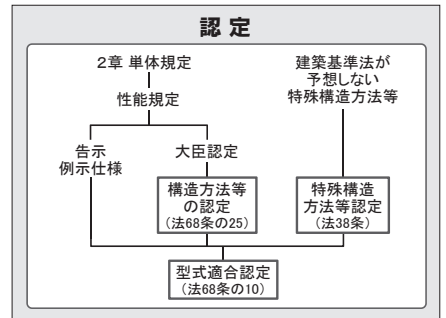 認定
2章 単体規定
性能規定
告示
例示仕様
大臣認定
構造方法等
の認定
(法68条の25)
建築基準法が
予想しない
特殊構造方法等
特殊構造
方法等認定
(法38条)
型式適合認定
(法68条の10)